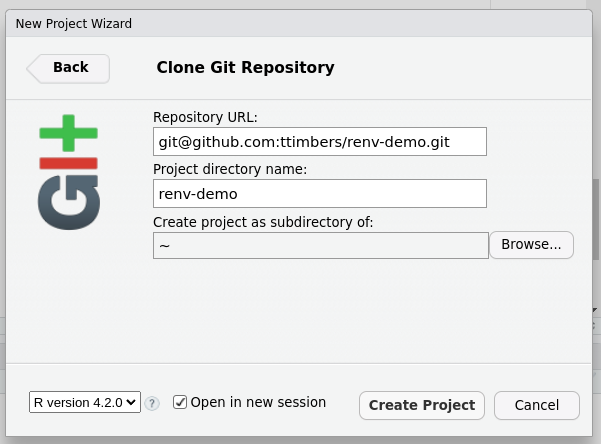 New Project Wizard
Back
Clone Git Repository
Repository URL:
git@github.com:ttimbers/renv-demo.git
Project directory name:
renv-demo
Create project as subdirectory of:
~
Browse...
git
R version 4.2.0
?
Open in new session
Create Project
Cancel